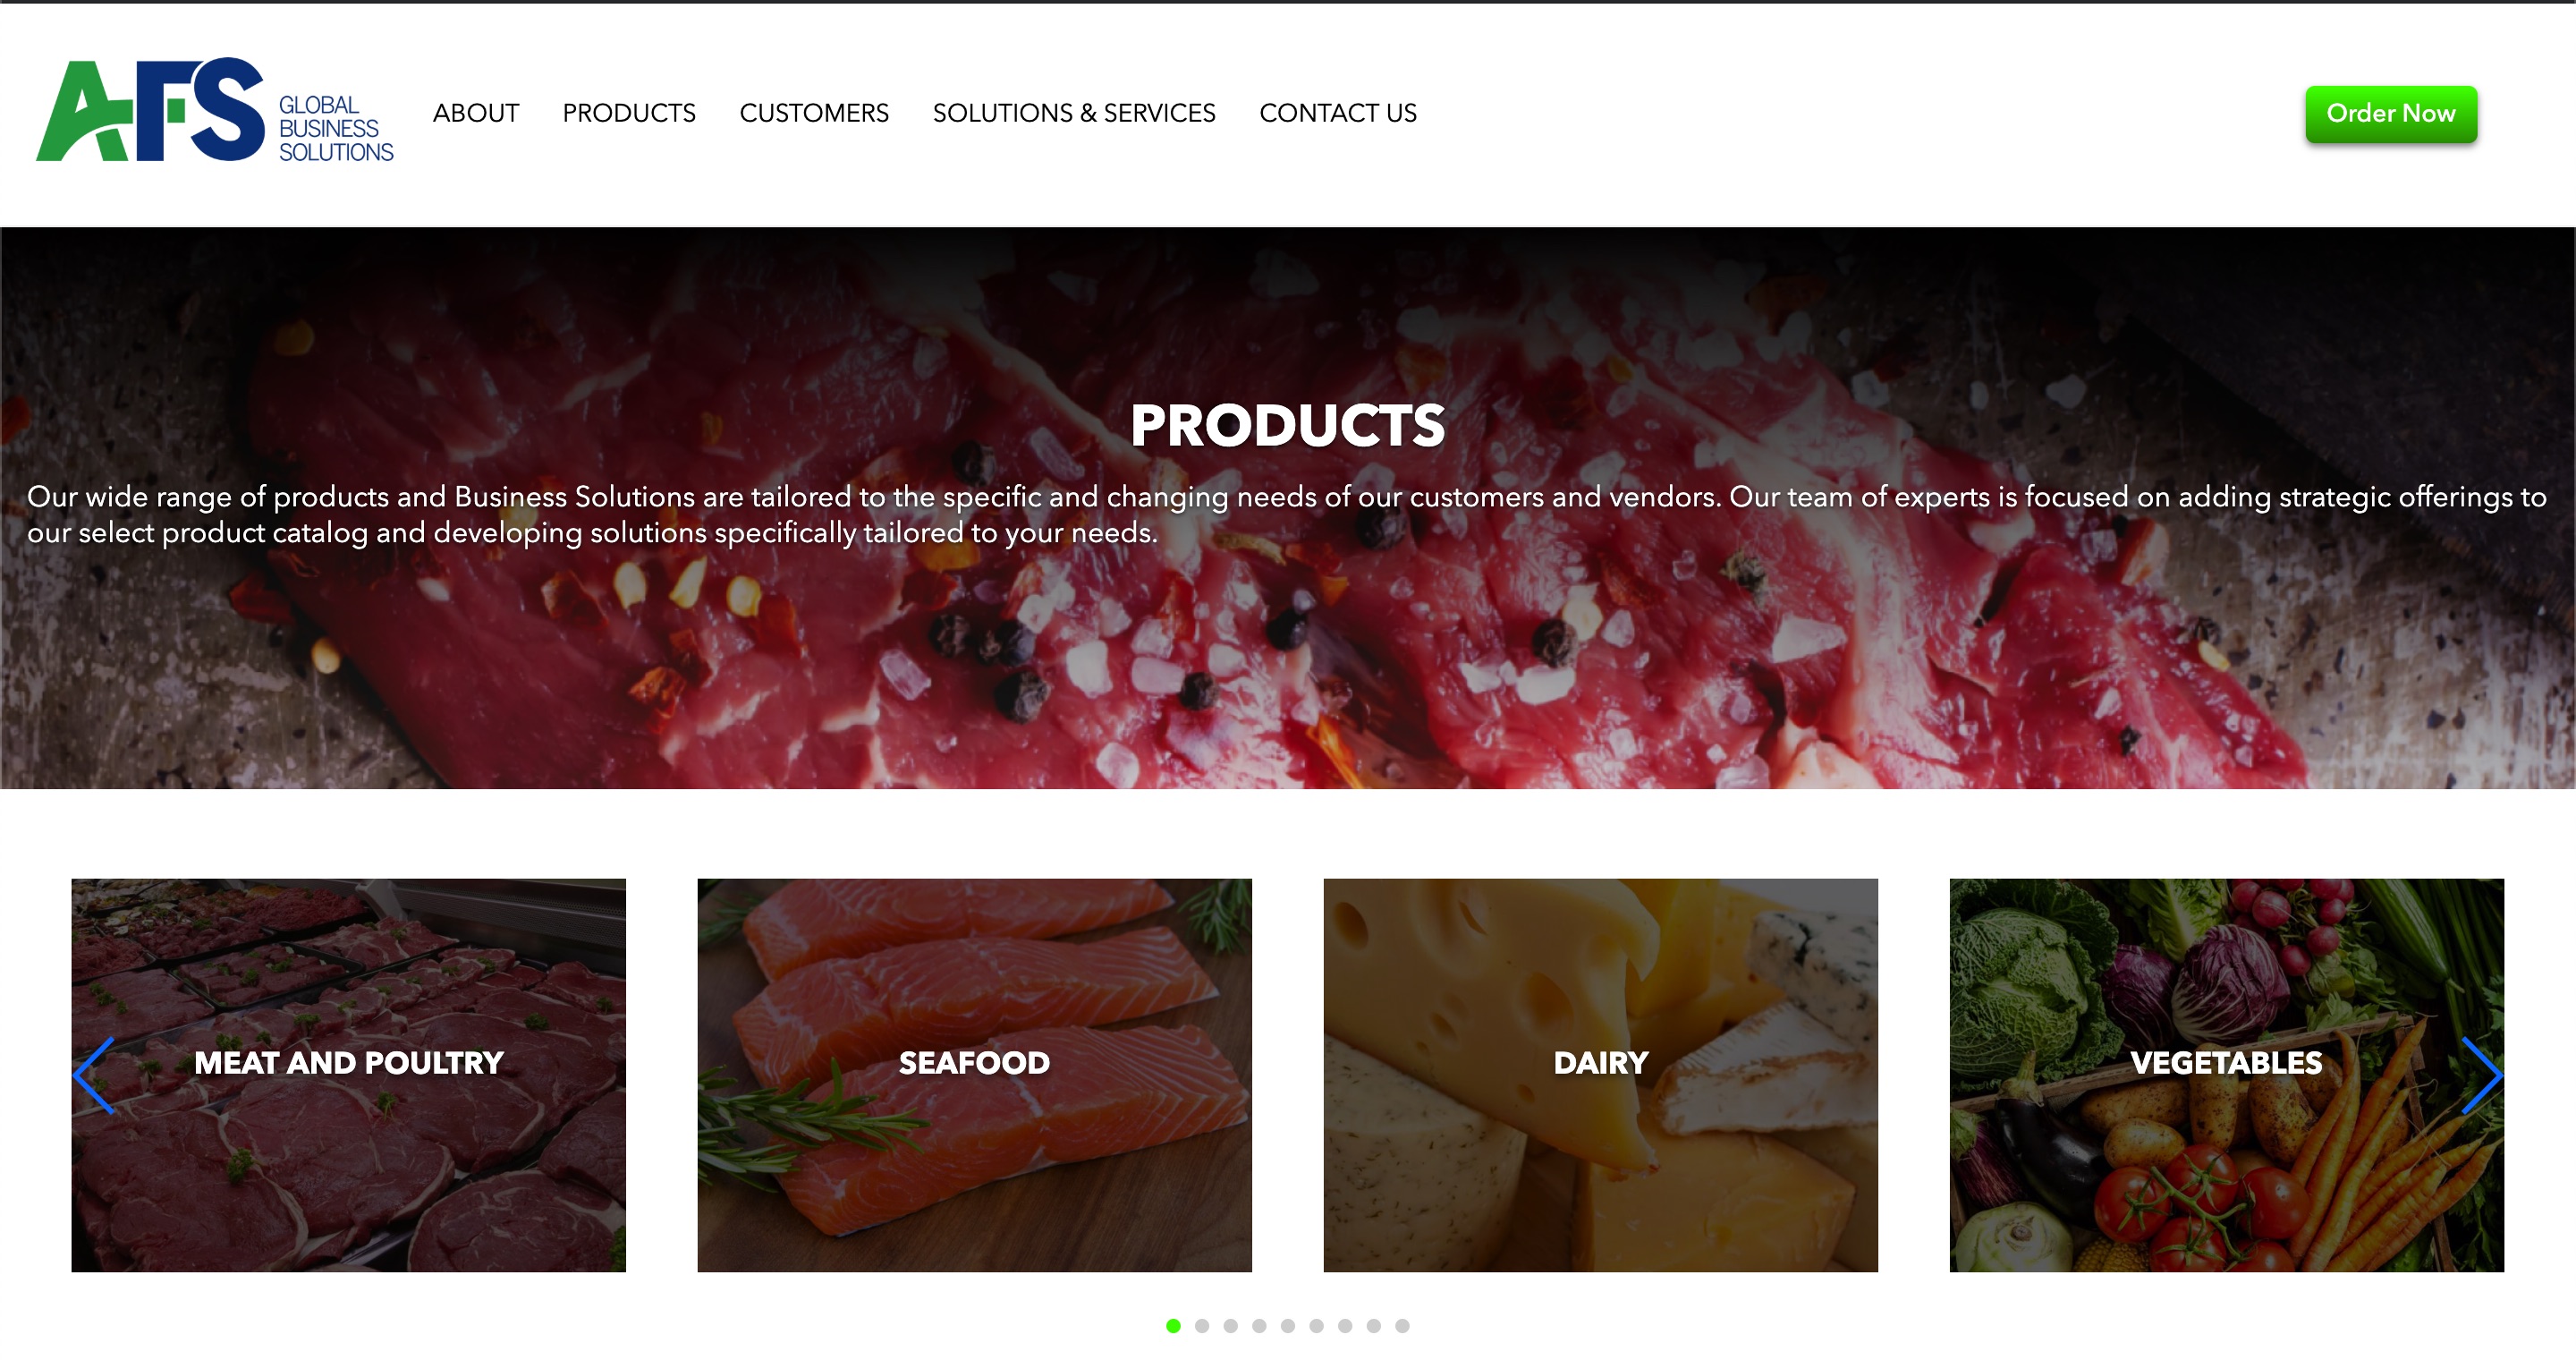 AFS
GLOBAL
BUSINESS
SOLUTIONS
ABOUT PRODUCTS CUSTOMERS SOLUTIONS & SERVICES CONTACT US
Order Now
PRODUCTS
Our wide range of products and Business Solutions are tailored to the specific and changing needs of our customers and vendors. Our team of experts is focused on adding strategic offerings to
our select product catalog and developing solutions specifically tailored to your needs.
MEAT AND POULTRY
SEAFOOD
DAIRY
VEGETABLES